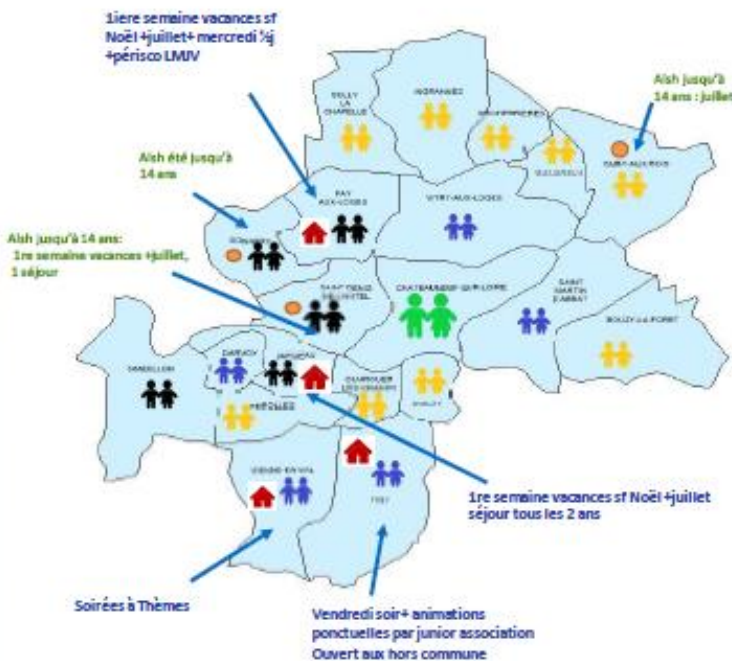 1iere semaine vacances sf
Noël +juillet+ mercredi ½j
+périsco LMJV
Alsh jusqu'à
14 ans : juillet
SULLY
LA
CHAPELLE
INGRANNES
Alsh été jusqu'à
14 ans
FAY
AUX-LOGES
VITRY-AUX-LOGES
Alsh jusqu'à 14 ans:
1re semaine vacances +juillet,
1 séjour
CHATEAUNEUF-SUR-LOIRE
SAINT
MARTIN
D'ABBAT
BOUZY-LA-FORET
SANDILLON
DARVOY
JARGEAU
FEROLLES
VIENNE-EN-VAL
TIGY
1re semaine vacances sf Noël +juillet
séjour tous les 2 ans
Soirées à Thèmes
Vendredi soir+ animations
ponctuelles par junior association
Ouvert aux hors commune